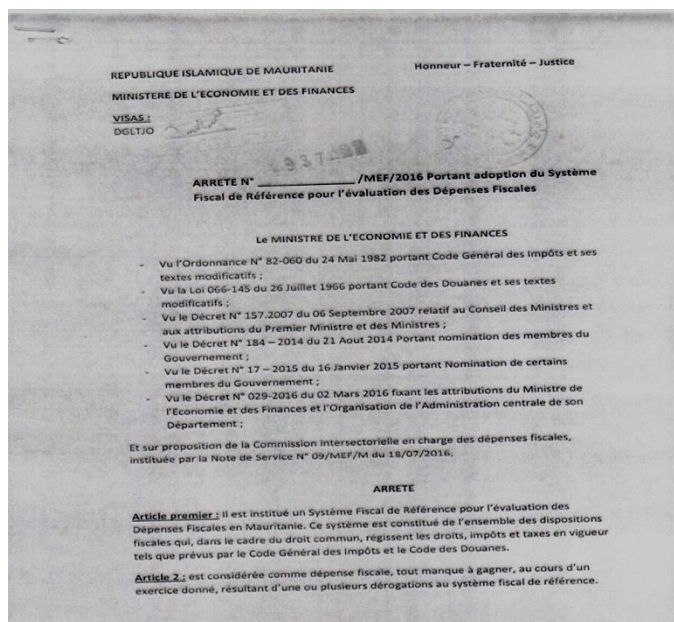 REPUBLIQUE ISLAMIQUE DE MAURITANIE
Honneur – Fraternité – Justice
MINISTERE DE L'ECONOMIE ET DES FINANCES
VISAS :
DGLTJO
ARRETE N° /MEF/2016 Portant adoption du Système
Fiscal de Référence pour l'évaluation des Dépenses Fiscales
Le MINISTRE DE L'ECONOMIE ET DES FINANCES
- Vu l'Ordonnance N° 82-060 du 24 Mai 1982 portant Code Général des Impôts et ses
textes modificatifs ;
- Vu la Loi 066-145 du 26 Juillet 1966 portant Code des Douanes et ses textes
modificatifs ;
- Vu le Décret N° 157.2007 du 06 Septembre 2007 relatif au Conseil des Ministres et
aux attributions du Premier Ministre et des Ministres ;
- Vu le Décret N° 184 – 2014 du 21 Aout 2014 Portant nomination des membres du
Gouvernement ;
- Vu le Décret N° 17 – 2015 du 16 Janvier 2015 portant Nomination de certains
membres du Gouvernement ;
- Vu le Décret N° 029-2016 du 02 Mars 2016 fixant les attributions du Ministre de
l'Economie et des Finances et l'Organisation de l'Administration centrale de son
Département ;
Et sur proposition de la Commission Intersectorielle en charge des dépenses fiscales,
instituée par la Note de Service N° 09/MEF/M du 18/07/2016,
ARRETE
Article premier : Il est institué un Système Fiscal de Référence pour l'évaluation des
Dépenses Fiscales en Mauritanie. Ce système est constitué de l'ensemble des dispositions
fiscales qui, dans le cadre du droit commun, régissent les droits, impôts et taxes en vigueur
tels que prévus par le Code Général des Impôts et le Code des Douanes.
Article 2 : est considérée comme dépense fiscale, tout manque à gagner, au cours d'un
exercice donné, résultant d'une ou plusieurs dérogations au système fiscal de référence.